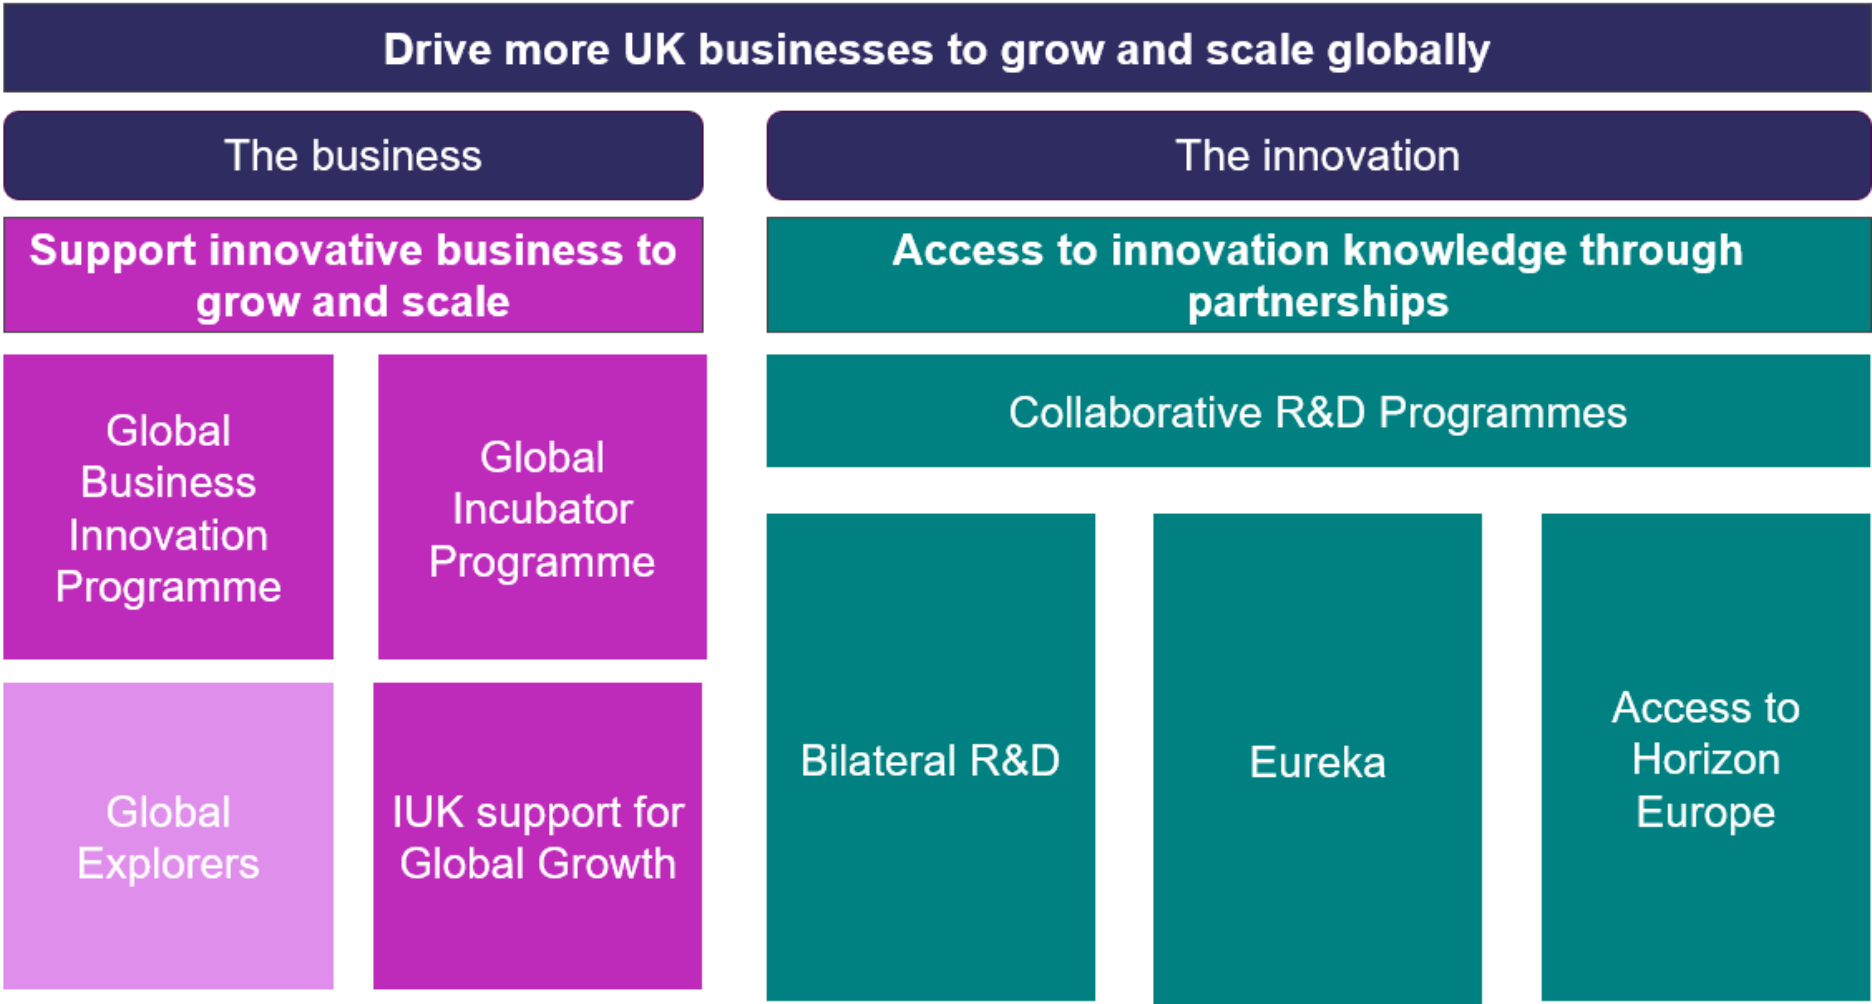 Drive more UK businesses to grow and scale globally
The business
The innovation
Support innovative business to
grow and scale
Access to innovation knowledge through
partnerships
Global
Business
Innovation
Programme
Global
Incubator
Programme
Collaborative R&D Programmes
Global
Explorers
IUK support for
Global Growth
Bilateral R&D
Eureka
Access to
Horizon
Europe